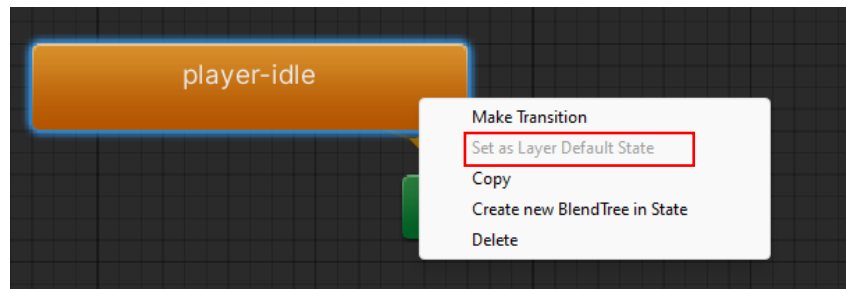 player-idle
Make Transition
Set as Layer Default State
Copy
Create new BlendTree in State
Delete